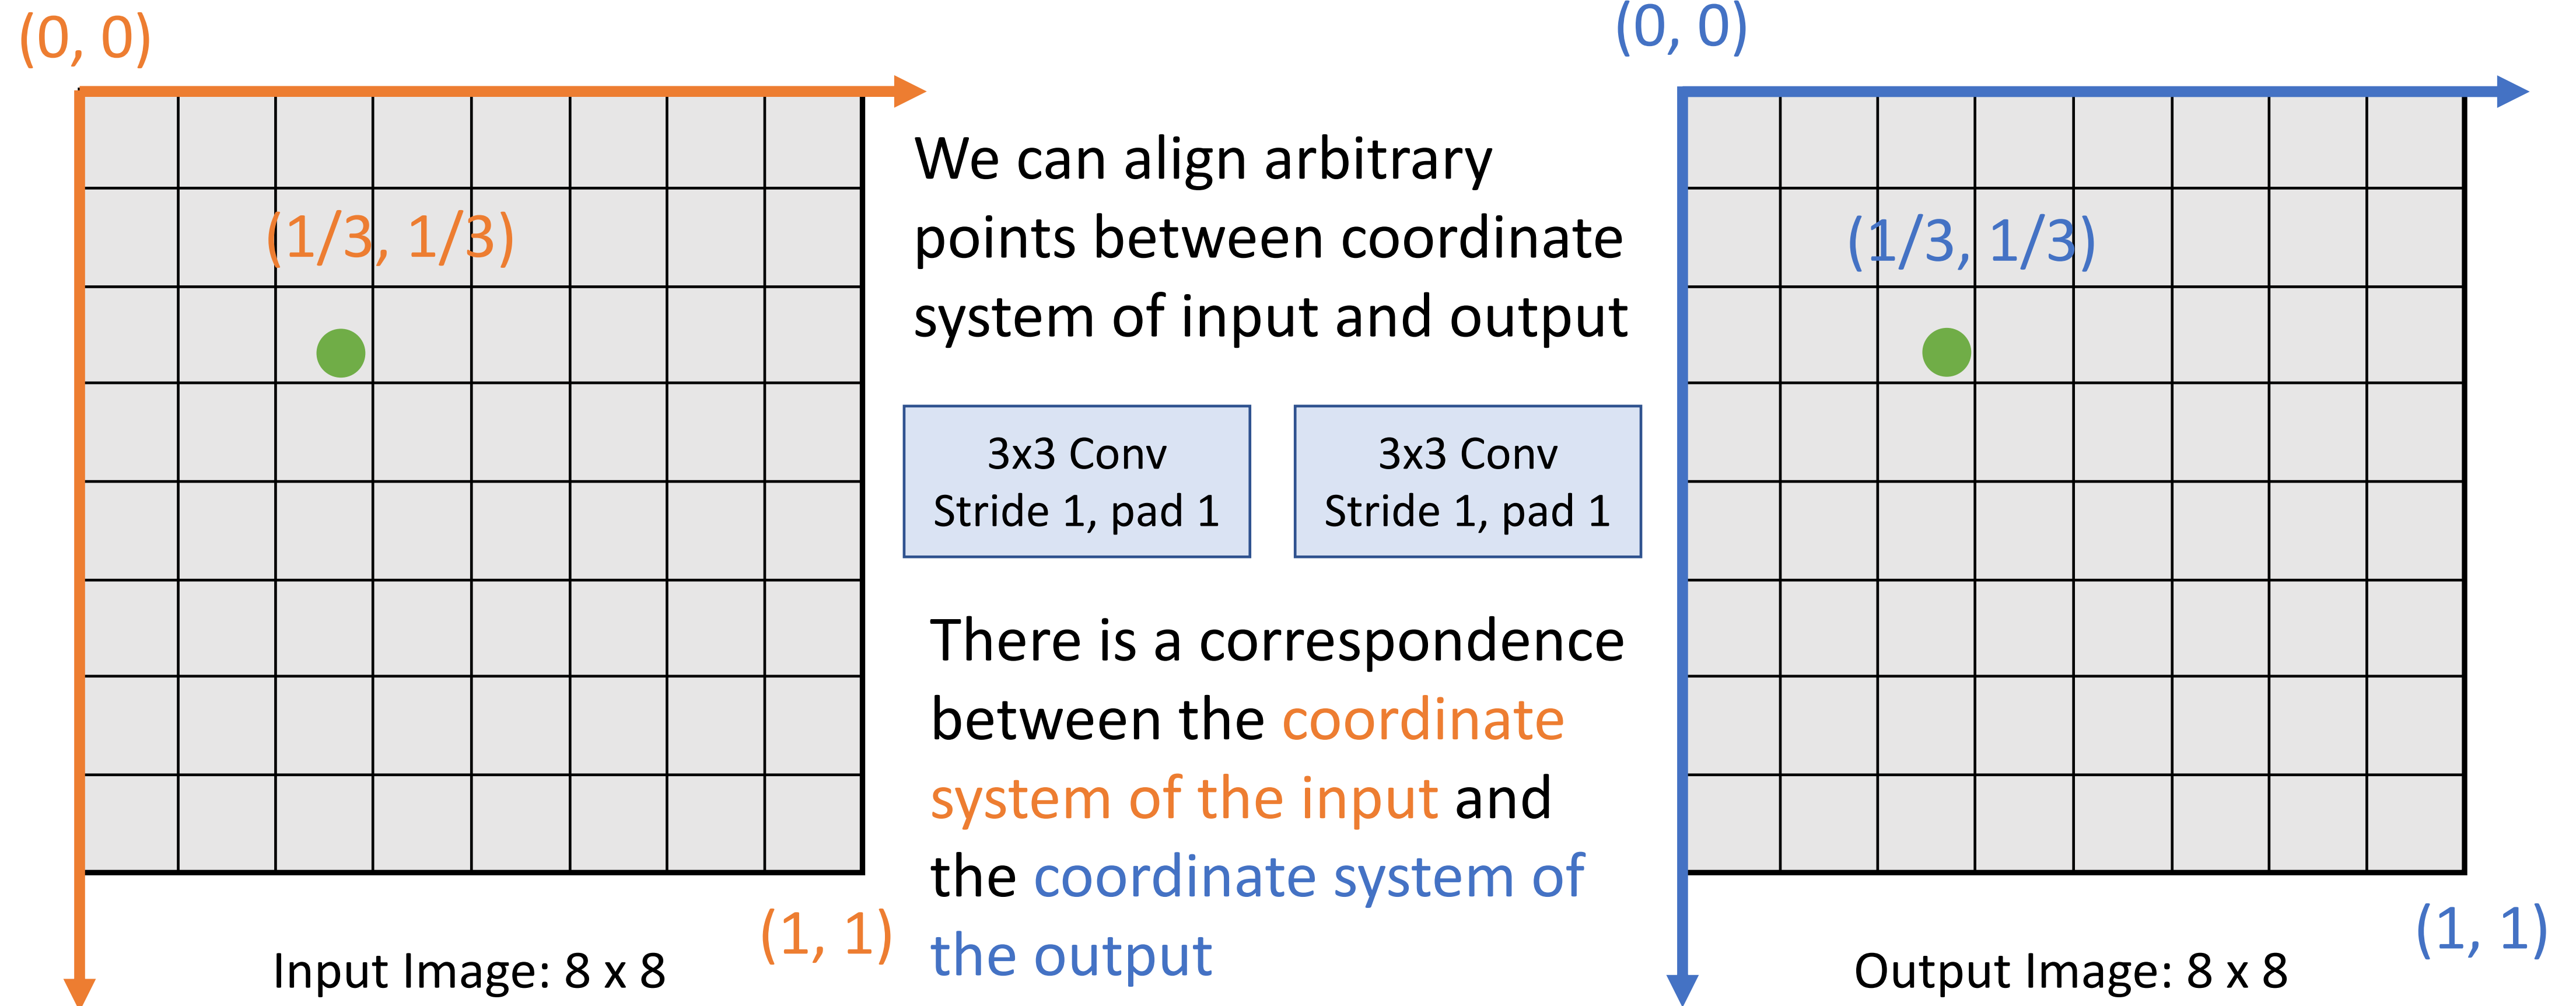 (0, 0)
(1/3, 1/3)
(1, 1)
Input Image: 8 x 8
We can align arbitrary
points between coordinate
system of input and output
3x3 Conv
Stride 1, pad 1
3x3 Conv
Stride 1, pad 1
There is a correspondence
between the coordinate
system of the input and
the coordinate system of
the output
(0, 0)
(1/3, 1/3)
(1, 1)
Output Image: 8 x 8